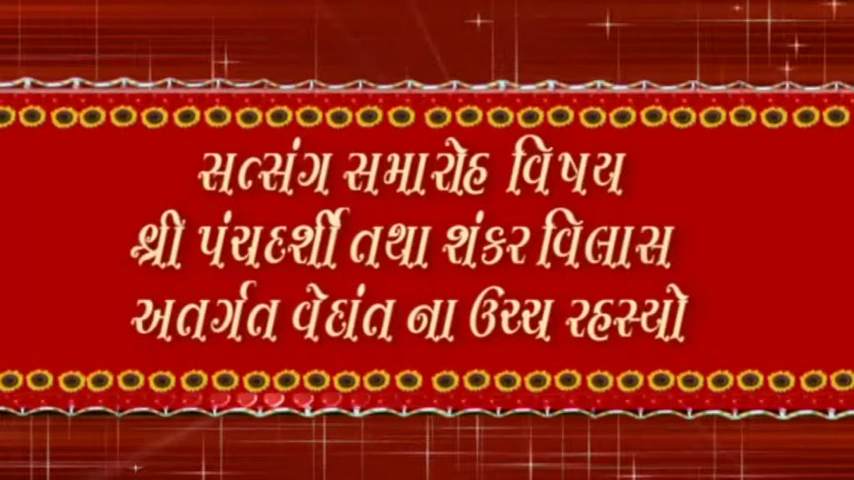 સત્સંગ સમારોહ વિષય
શ્રી પંચદર્શી તથા શંકર વિલાસ
અતર્ગત વેદાંત ના ઉચ્ચ રહસ્યો